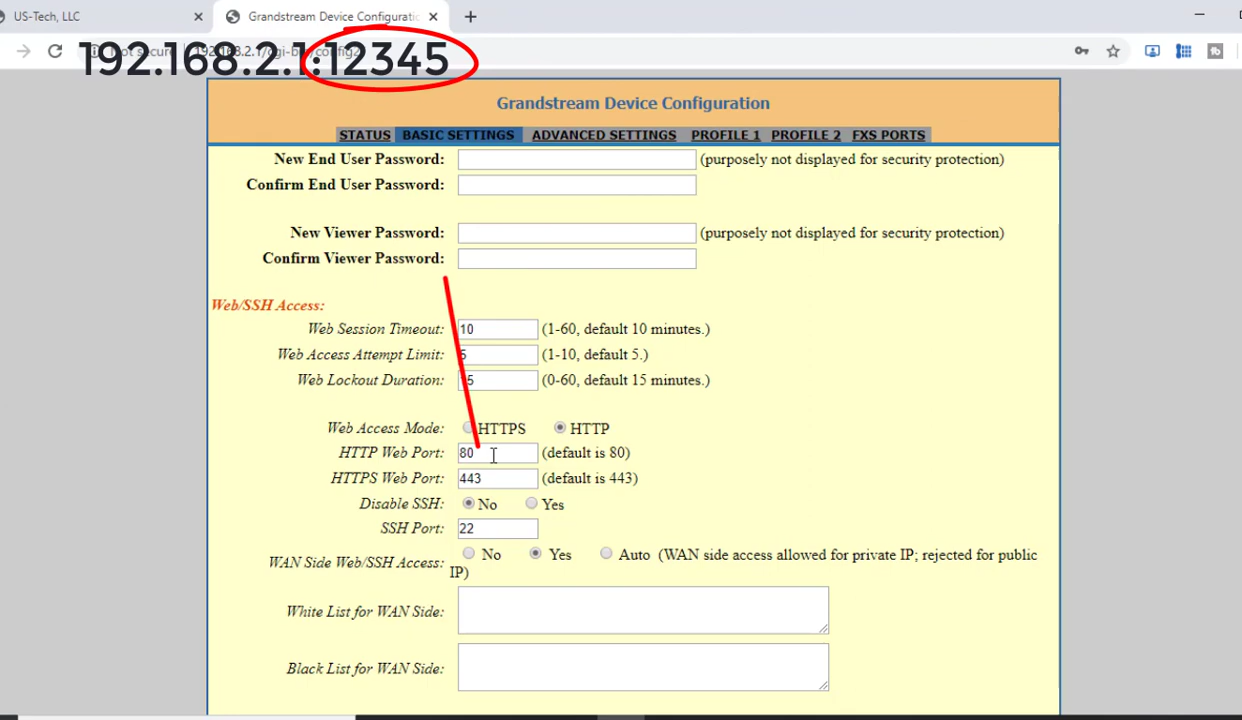 US-Tech, LLC
Grandstream Device Configuratio
192.168.2.1:12345
Grandstream Device Configuration
STATUS BASIC SETTINGS ADVANCED SETTINGS PROFILE 1 PROFILE 2 FXS PORTS
New End User Password: (purposely not displayed for security protection)
Confirm End User Password:
New Viewer Password: (purposely not displayed for security protection)
Confirm Viewer Password:
Web/SSH Access:
Web Session Timeout: 10 (1-60, default 10 minutes.)
Web Access Attempt Limit: 5 (1-10, default 5.)
Web Lockout Duration: 15 (0-60, default 15 minutes.)
Web Access Mode: HTTPS HTTP
HTTP Web Port: 80 (default is 80)
HTTPS Web Port: 443 (default is 443)
Disable SSH: No Yes
SSH Port: 22
WAN Side Web/SSH Access: No Yes Auto (WAN side access allowed for private IP; rejected for public
IP)
White List for WAN Side:
Black List for WAN Side: